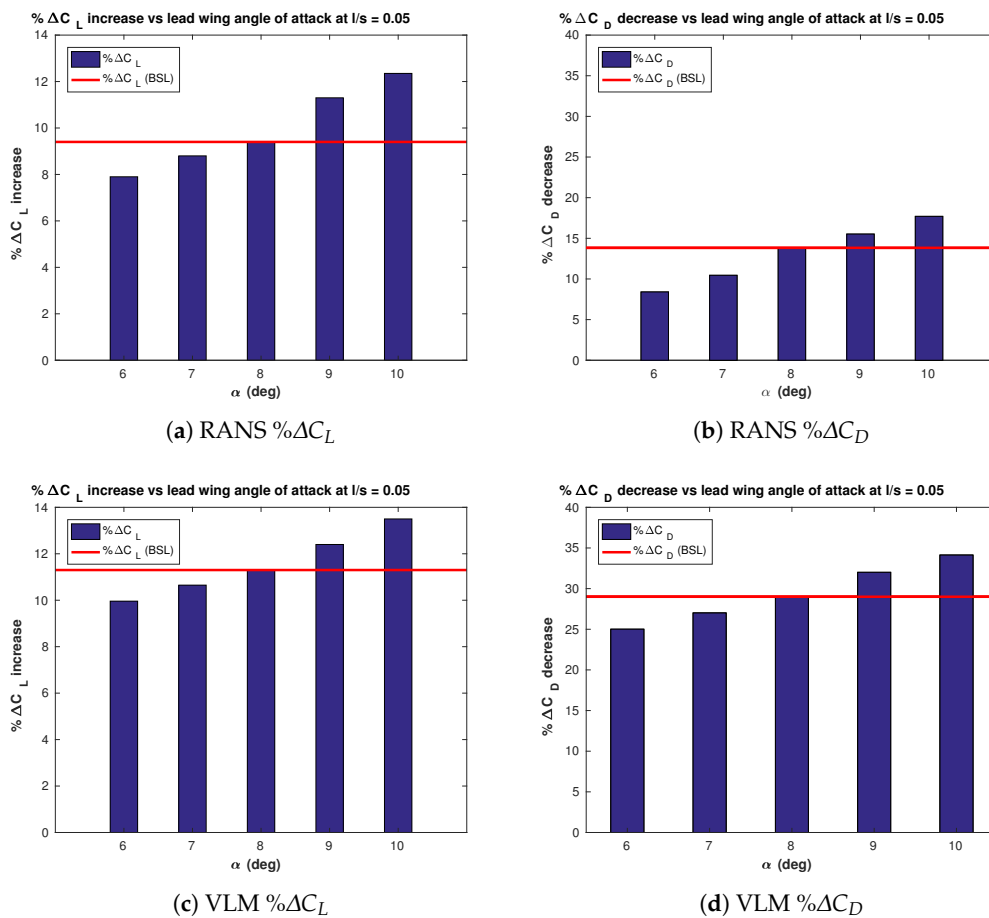 % ΔC L increase vs lead wing angle of attack at l/s = 0.05
14
12
10
8
6
4
2
0
% ΔC L increase
% ΔC L
% ΔC L (BSL)
6 7 8 9 10
α (deg)
(a) RANS %ΔCL
% ΔC D decrease vs lead wing angle of attack at l/s = 0.05
40
35
30
25
20
15
10
5
0
% ΔC D decrease
% ΔC D
% ΔC D (BSL)
6 7 8 9 10
α (deg)
(b) RANS %ΔCD
% ΔC L increase vs lead wing angle of attack at l/s = 0.05
14
12
10
8
6
4
2
0
% ΔC L increase
% ΔC L
% ΔC L (BSL)
6 7 8 9 10
α (deg)
(c) VLM %ΔCL
% ΔC D decrease vs lead wing angle of attack at l/s = 0.05
40
35
30
25
20
15
10
5
0
% ΔC D decrease
% ΔC D
% ΔC D (BSL)
6 7 8 9 10
α (deg)
(d) VLM %ΔCD